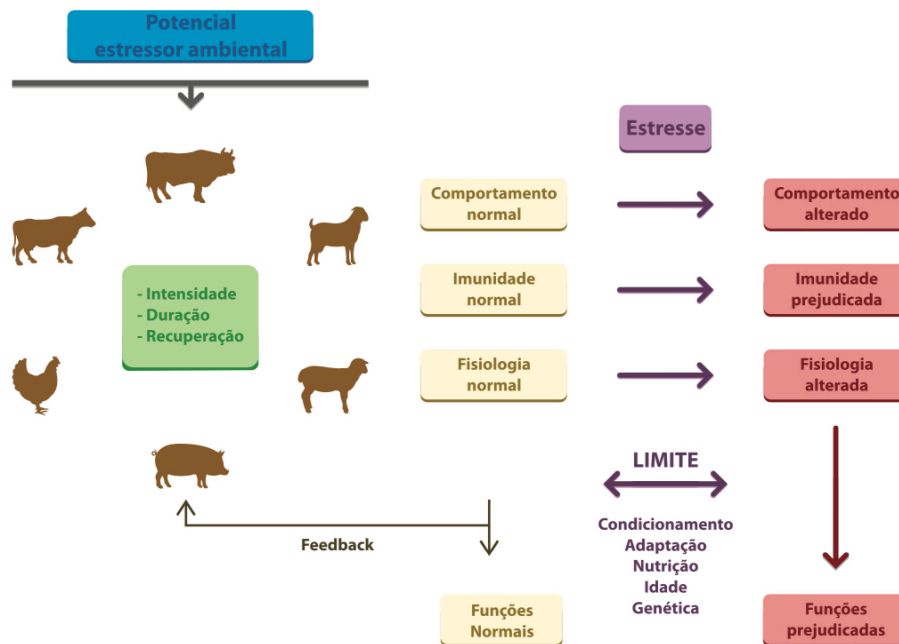 Potencial
estressor ambiental
Estresse
Comportamento
normal
Comportamento
alterado
- Intensidade
- Duração
- Recuperação
Imunidade
normal
Imunidade
prejudicada
Fisiologia
normal
Fisiologia
alterada
LIMITE
Condicionamento
Adaptação
Nutrição
Idade
Genética
Feedback
Funções
Normais
Funções
prejudicadas